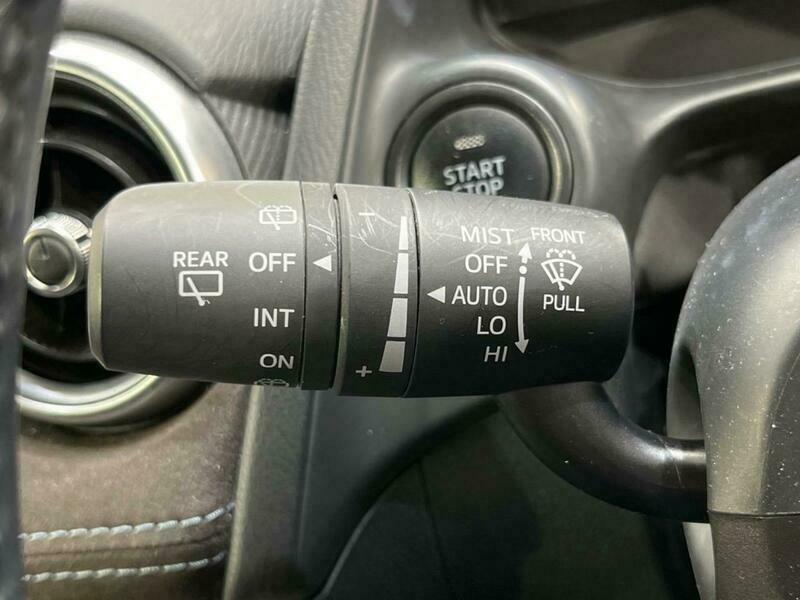 START
STOP
REAR
OFF
INT
ON
−
+
MIST
OFF
AUTO
LO
HI
FRONT
PULL